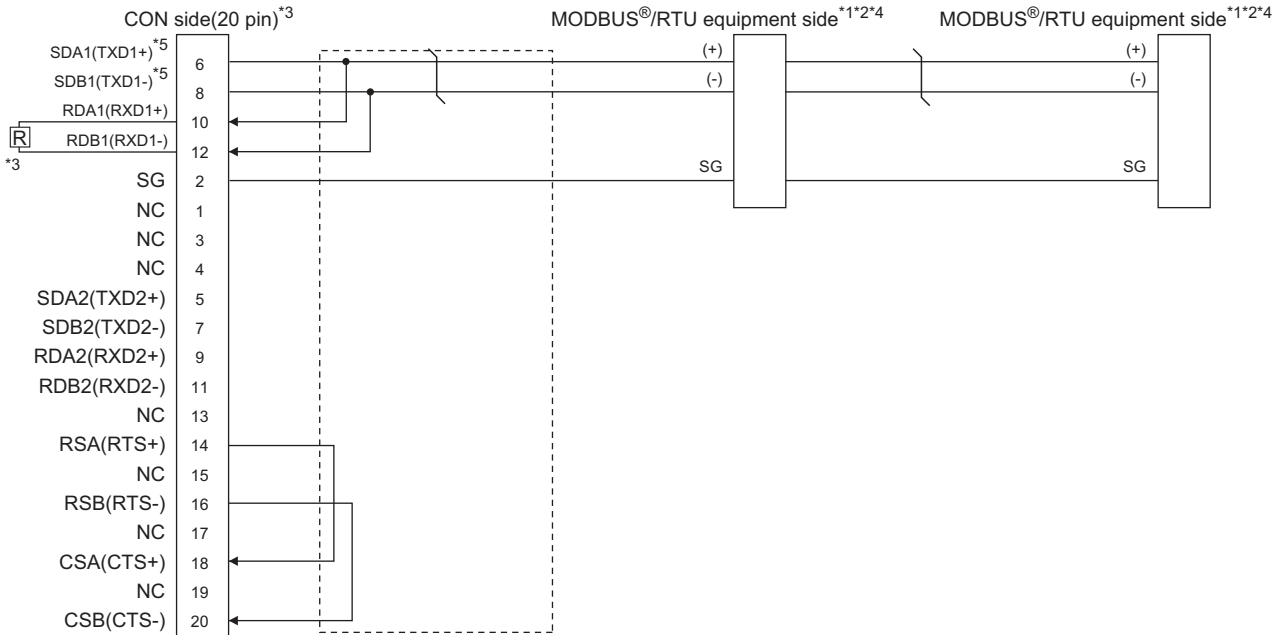 CON side(20 pin)*3 MODBUS®/RTU equipment side*1*2*4 MODBUS®/RTU equipment side*1*2*4
SDA1(TXD1+)*5 6 (+) (+)
SDB1(TXD1-)*5 8 (-) (-)
RDA1(RXD1+) 10
R RDB1(RXD1-) 12
*3
SG 2 SG SG
NC 1
NC 3
NC 4
SDA2(TXD2+) 5
SDB2(TXD2-) 7
RDA2(RXD2+) 9
RDB2(RXD2-) 11
NC 13
RSA(RTS+) 14
NC 15
RSB(RTS-) 16
NC 17
CSA(CTS+) 18
NC 19
CSB(CTS-) 20